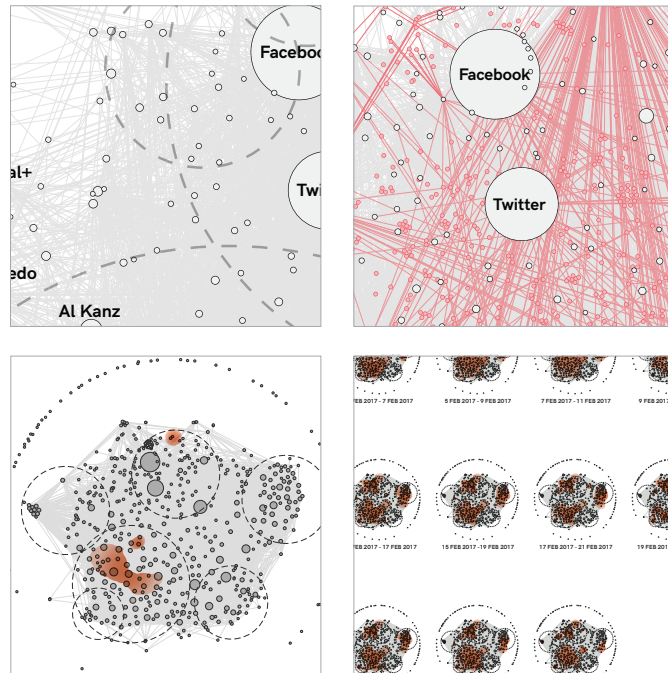 Faceboo
al+
Twi
edo
Al Kanz
Facebook
Twitter
FEB 2017 - 7 FEB 2017
5 FEB 2017 - 9 FEB 2017
7 FEB 2017 - 11 FEB 2017
9 FEB 2017
FEB 2017 - 17 FEB 2017
15 FEB 2017 -19 FEB 2017
17 FEB 2017 - 21 FEB 2017
19 FEB 2017